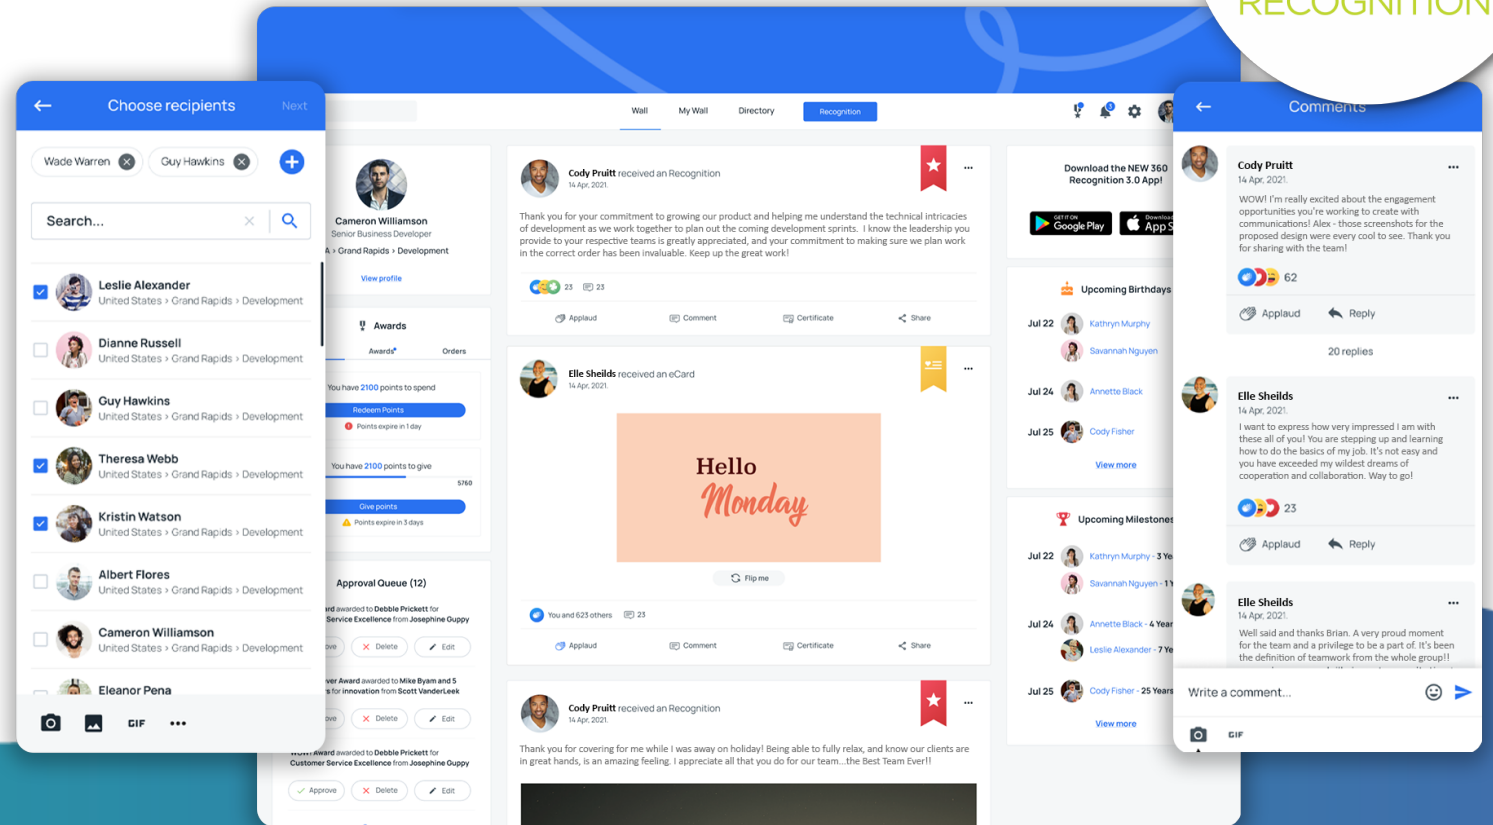 RECOGNITION
Choose recipients
Next
Wade Warren
Guy Hawkins
Search...
Leslie Alexander
United States › Grand Rapids › Development
Dianne Russell
United States › Grand Rapids › Development
Guy Hawkins
United States › Grand Rapids › Development
Theresa Webb
United States › Grand Rapids › Development
Kristin Watson
United States › Grand Rapids › Development
Albert Flores
United States › Grand Rapids › Development
Cameron Williamson
United States › Grand Rapids › Development
Eleanor Pena
GIF
Wall
My Wall
Directory
Recognition
3
Cameron Williamson
Senior Business Developer
A › Grand Rapids › Development
View profile
Awards
Awards
Orders
You have 2100 points to spend
Redeem Points
Points expire in 1 day
You have 2100 points to give
5760
Give points
Points expire in 3 days
Approval Queue (12)
awarded to Debble Prickett for
Service Excellence from Josephine Guppy
Delete
Edit
Award awarded to Mike Byam and 5
for innovation from Scott VanderLeek
Delete
Edit
WOW! Award awarded to Debble Prickett for
Customer Service Excellence from Josephine Guppy
Approve
Delete
Edit
Cody Pruitt received an Recognition
14 Apr, 2021.
Thank you for your commitment to growing our product and helping me understand the technical intricacies
of development as we work together to plan out the coming development sprints. I know the leadership you
provide to your respective teams is greatly appreciated, and your commitment to making sure we plan work
in the correct order has been invaluable. Keep up the great work!
23
23
Applaud
Comment
Certificate
Share
Elle Sheilds received an eCard
14 Apr, 2021.
Hello
Monday
Flip me
You and 623 others
23
Applaud
Comment
Certificate
Share
Cody Pruitt received an Recognition
14 Apr, 2021.
Thank you for covering for me while I was away on holiday! Being able to fully relax, and know our clients are
in great hands, is an amazing feeling. I appreciate all that you do for our team...the Best Team Ever!!
Download the NEW 360
Recognition 3.0 App!
GET IT ON
Google Play
Download
App S
Upcoming Birthdays
Jul 22
Kathryn Murphy
Savannah Nguyen
Jul 24
Annette Black
Jul 25
Cody Fisher
View more
Upcoming Milestones
Jul 22
Kathryn Murphy - 3 Ye
Savannah Nguyen - 1 Y
Jul 24
Annette Black - 4 Year
Leslie Alexander - 7 Ye
Jul 25
Cody Fisher - 25 Years
View more
Comments
Cody Pruitt
14 Apr, 2021.
WOW! I'm really excited about the engagement
opportunities you're working to create with
communications! Alex - those screenshots for the
proposed design were every cool to see. Thank you
for sharing with the team!
62
Applaud
Reply
20 replies
Elle Sheilds
14 Apr, 2021.
I want to express how very impressed I am with
these all of you! You are stepping up and learning
how to do the basics of my job. It's not easy and
you have exceeded my wildest dreams of
cooperation and collaboration. Way to go!
23
Applaud
Reply
Elle Sheilds
14 Apr, 2021.
Well said and thanks Brian. A very proud moment
for the team and a privilege to be a part of. It's been
the definition of teamwork from the whole group!!
Write a comment...
GIF